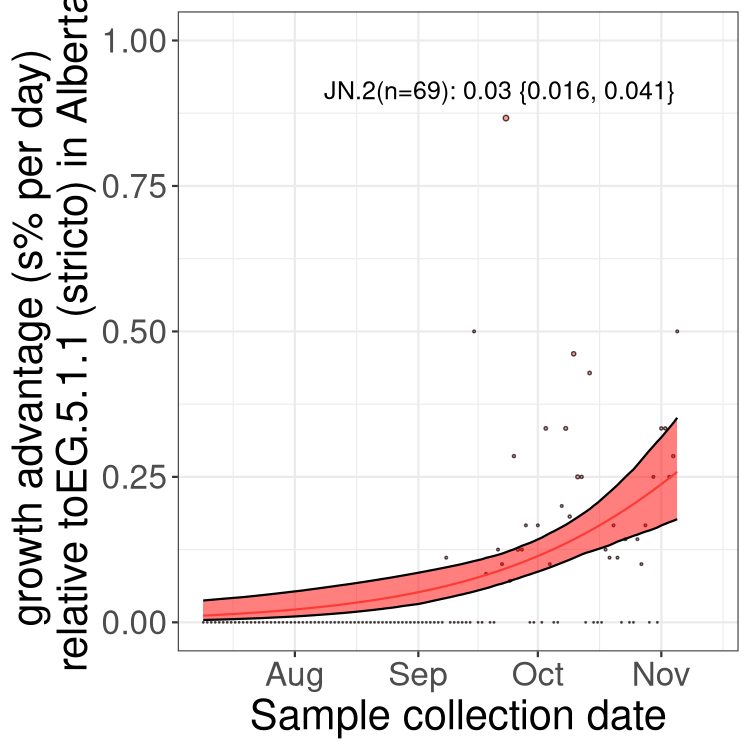 growth advantage (s% per day)
relative toEG.5.1.1 (stricto) in Alberta
1.00
JN.2(n=69): 0.03 {0.016, 0.041}
0.75
0.50
0.25
0.00
Aug Sep Oct Nov
Sample collection date